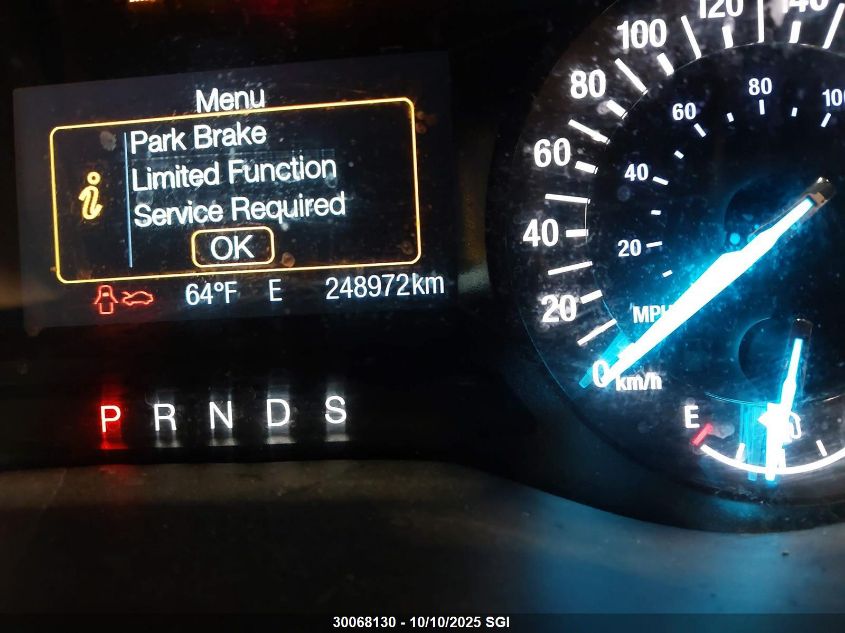 Menu
Park Brake
Limited Function
Service Required
OK
64°F E 248972km
P R N D S
0 20 40 60 80 100 120 140
20 40 60 80 100
MPH
km/h
E
30068130 - 10/10/2025 SGI